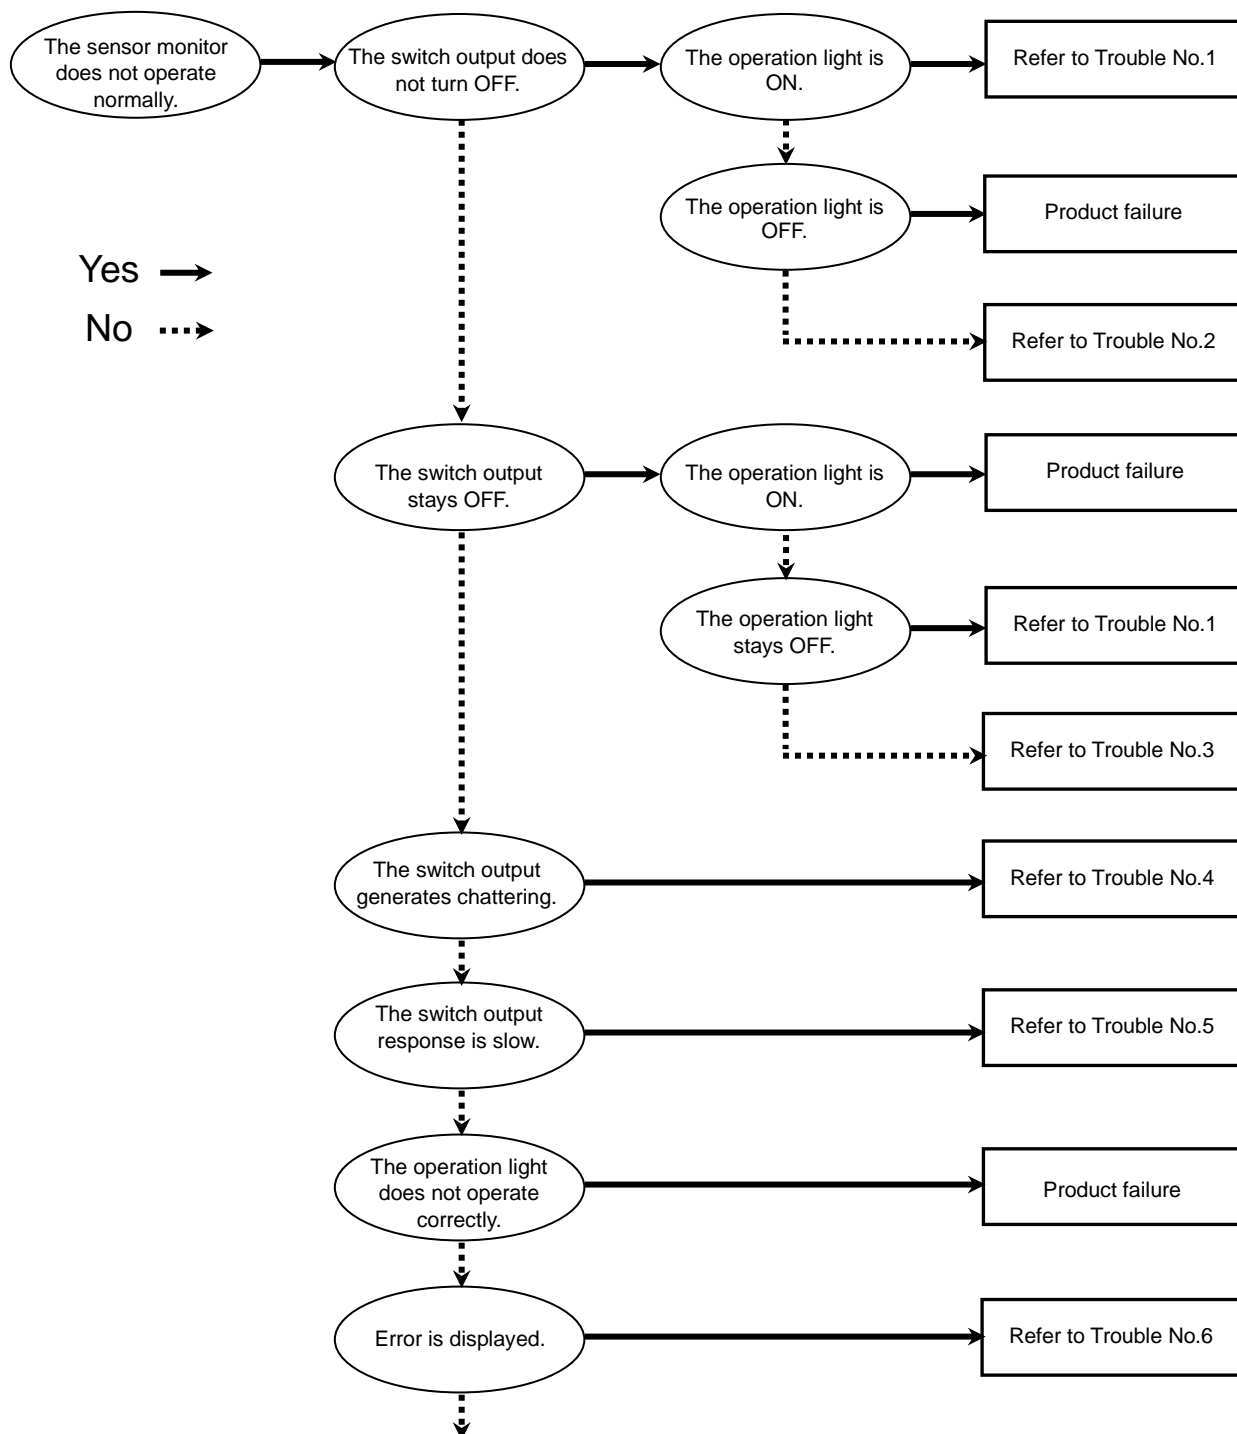 The sensor monitor
does not operate
normally.
The switch output does
not turn OFF.
The operation light is
ON.
Refer to Trouble No.1
The operation light is
OFF.
Product failure
Yes
No
Refer to Trouble No.2
The switch output
stays OFF.
The operation light is
ON.
Product failure
The operation light
stays OFF.
Refer to Trouble No.1
Refer to Trouble No.3
The switch output
generates chattering.
Refer to Trouble No.4
The switch output
response is slow.
Refer to Trouble No.5
The operation light
does not operate
correctly.
Product failure
Error is displayed.
Refer to Trouble No.6